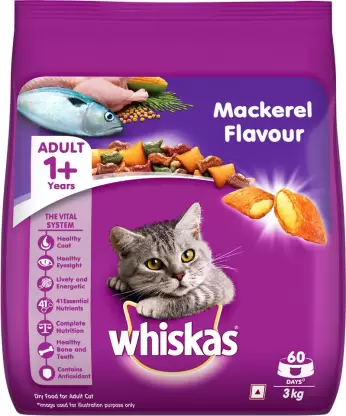 Mackerel
Flavour
ADULT
1+
Years
THE VITAL
SYSTEM
Healthy
Coat
Healthy
Eyesight
Lively and
Energetic
41
41 Essential
Nutrients
Complete
Nutrition
Healthy
Bone and
Teeth
Contains
Antioxidant
whiskas
60
DAYS*
3kg
Dry Food for Adult Cat
*Image used for illustration purpose only